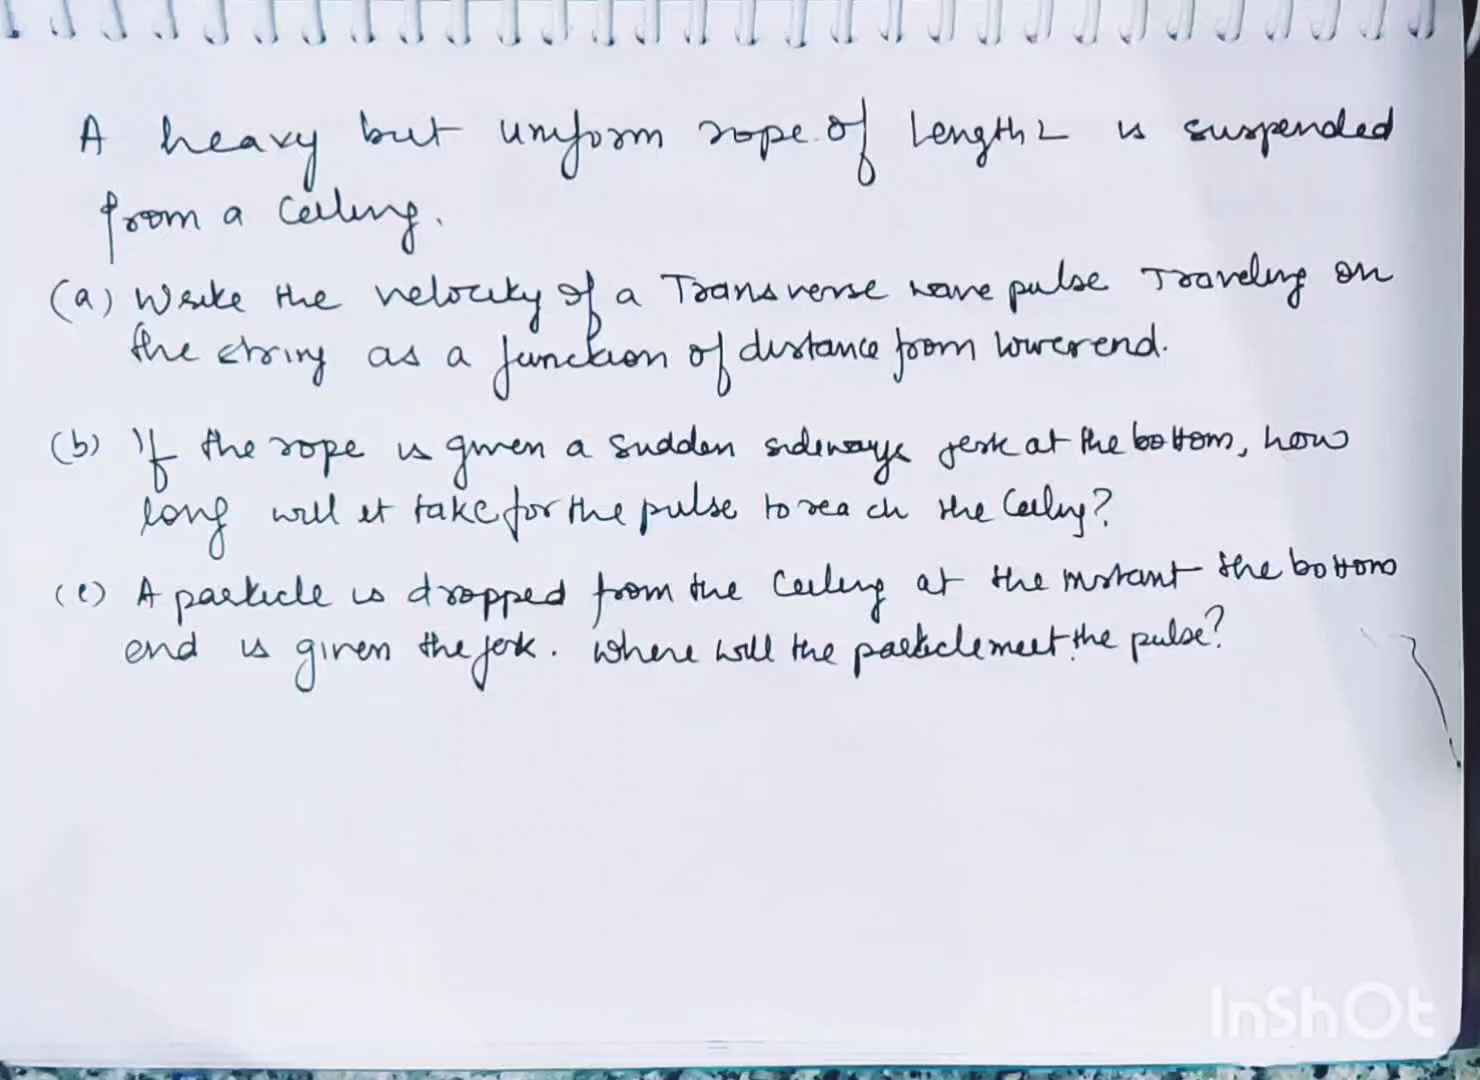 A heavy but uniform rope of length L is suspended
from a ceiling.
(a) Write the velocity of a Transverse wave pulse Traveling on
the string as a function of distance from lower end.
(b) If the rope is given a sudden sideways jerk at the bottom, how
long will it take for the pulse to reach the ceiling?
(c) A particle is dropped from the ceiling at the instant the bottom
end is given the jerk. Where will the particle meet the pulse?
InShOt